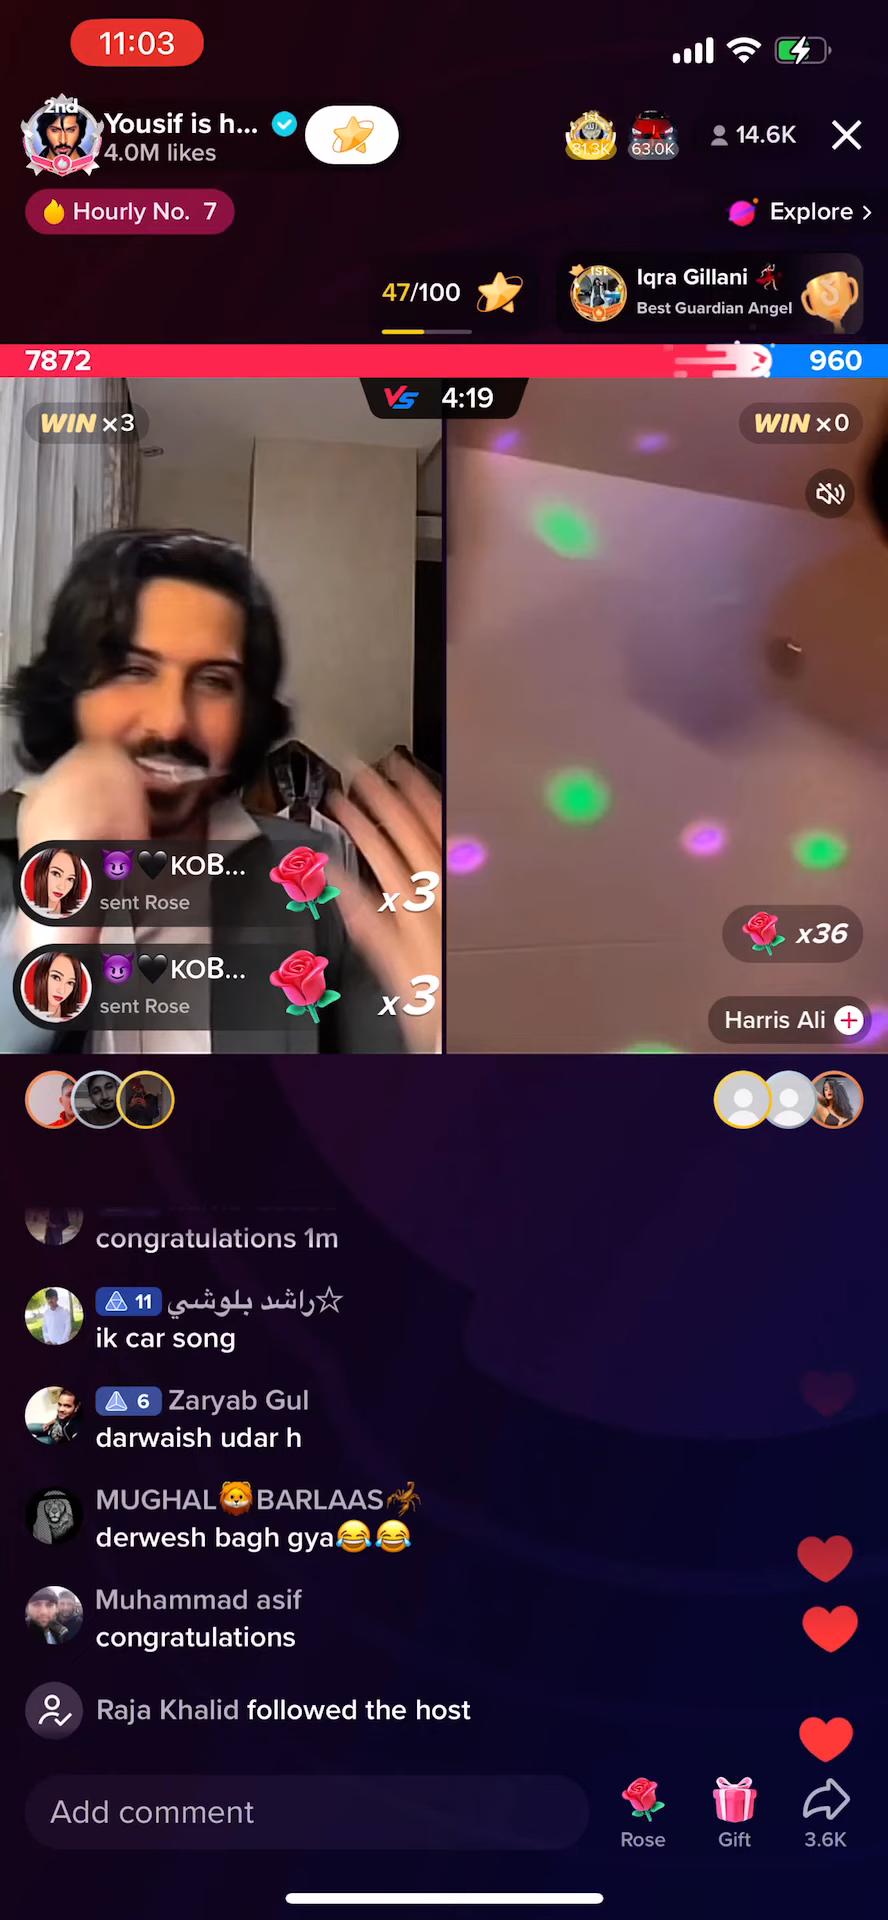 11:03
2nd
Yousif is h...
4.0M likes
1st
81.3K
63.0K
14.6K
Hourly No. 7
Explore >
47/100
1ST
Iqra Gillani 💃
Best Guardian Angel
7872
960
VS 4:19
WIN x3
WIN x0
😈🖤KOB...
sent Rose
x3
😈🖤KOB...
sent Rose
x3
x36
Harris Ali
congratulations 1m
11 راشد بلوشي☆
ik car song
6 Zaryab Gul
darwaish udar h
MUGHAL🦁BARLAAS🦂
derwesh bagh gya😂😂
Muhammad asif
congratulations
Raja Khalid followed the host
Add comment
Rose
Gift
3.6K